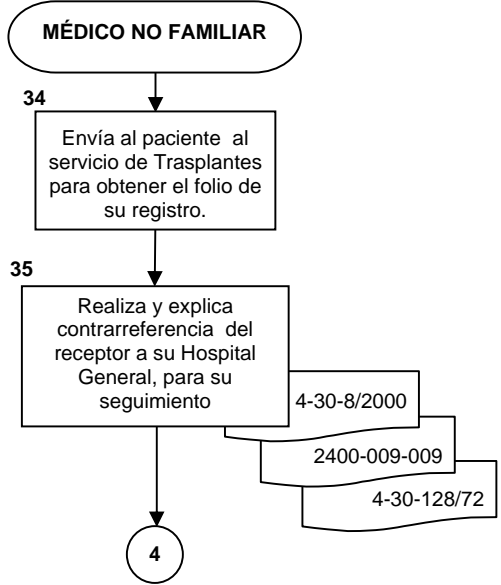 MÉDICO NO FAMILIAR
34
Envía al paciente al
servicio de Trasplantes
para obtener el folio de
su registro.
35
Realiza y explica
contrarreferencia del
receptor a su Hospital
General, para su
seguimiento
4-30-8/2000
2400-009-009
4-30-128/72
4